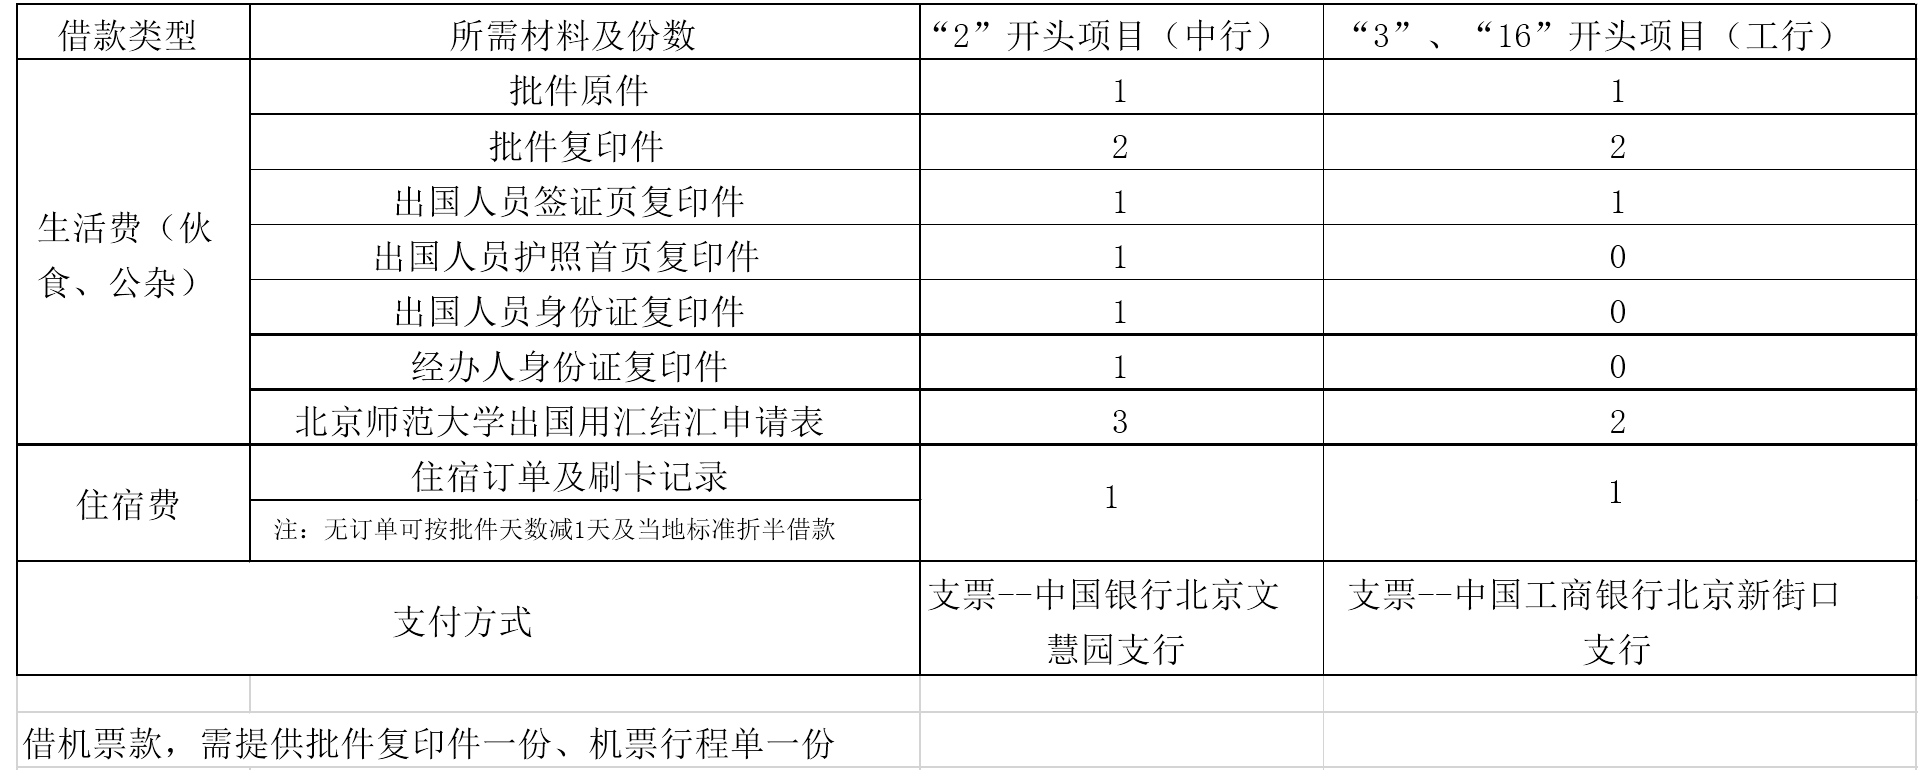 借款类型 所需材料及份数 “2”开头项目（中行） “3”、“16”开头项目（工行）
批件原件 1 1
批件复印件 2 2
出国人员签证页复印件 1 1
生活费（伙
食、公杂）
出国人员护照首页复印件 1 0
出国人员身份证复印件 1 0
经办人身份证复印件 1 0
北京师范大学出国用汇结汇申请表 3 2
住宿费
住宿订单及刷卡记录
注：无订单可按批件天数减1天及当地标准折半借款
1 1
支付方式
支票--中国银行北京文
慧园支行
支票--中国工商银行北京新街口
支行
借机票款，需提供批件复印件一份、机票行程单一份